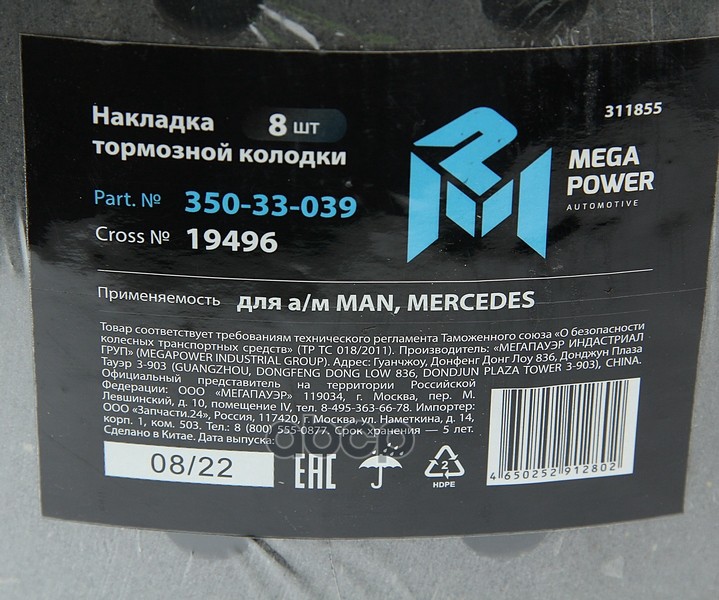 311855
Накладка 8 шт
тормозной колодки
MEGA
POWER
AUTOMOTIVE
Part. № 350-33-039
Cross № 19496
Применяемость для а/м MAN, MERCEDES
Товар соответствует требованиям технического регламента Таможенного союза «О безопасности
колесных транспортных средств» (ТР ТС 018/2011). Производитель: «МЕГАПАУЭР ИНДАСТРИАЛ
ГРУП» (MEGAPOWER INDUSTRIAL GROUP). Адрес: Гуанчжоу, Донфенг Донг Лоу 836, Донджун Плаза
Тауэр 3-903 (GUANGZHOU, DONGFENG DONG LOW 836, DONDJUN PLAZA TOWER 3-903), CHINA.
Официальный представитель на территории Российской
Федерации: ООО «МЕГАПАУЭР» 119034, г. Москва, пер. М.
Левшинский, д. 10, помещение IV, тел. 8-495-363-66-78. Импортер:
ООО «Запчасти.24», Россия, 117420, г. Москва, ул. Наметкина, д. 14,
корп. 1, ком. 503. Тел.: 8 (800) 555-0877. Срок хранения — 5 лет.
Сделано в Китае. Дата выпуска:
08/22
EAC
2
HDPE
4 650252 912802